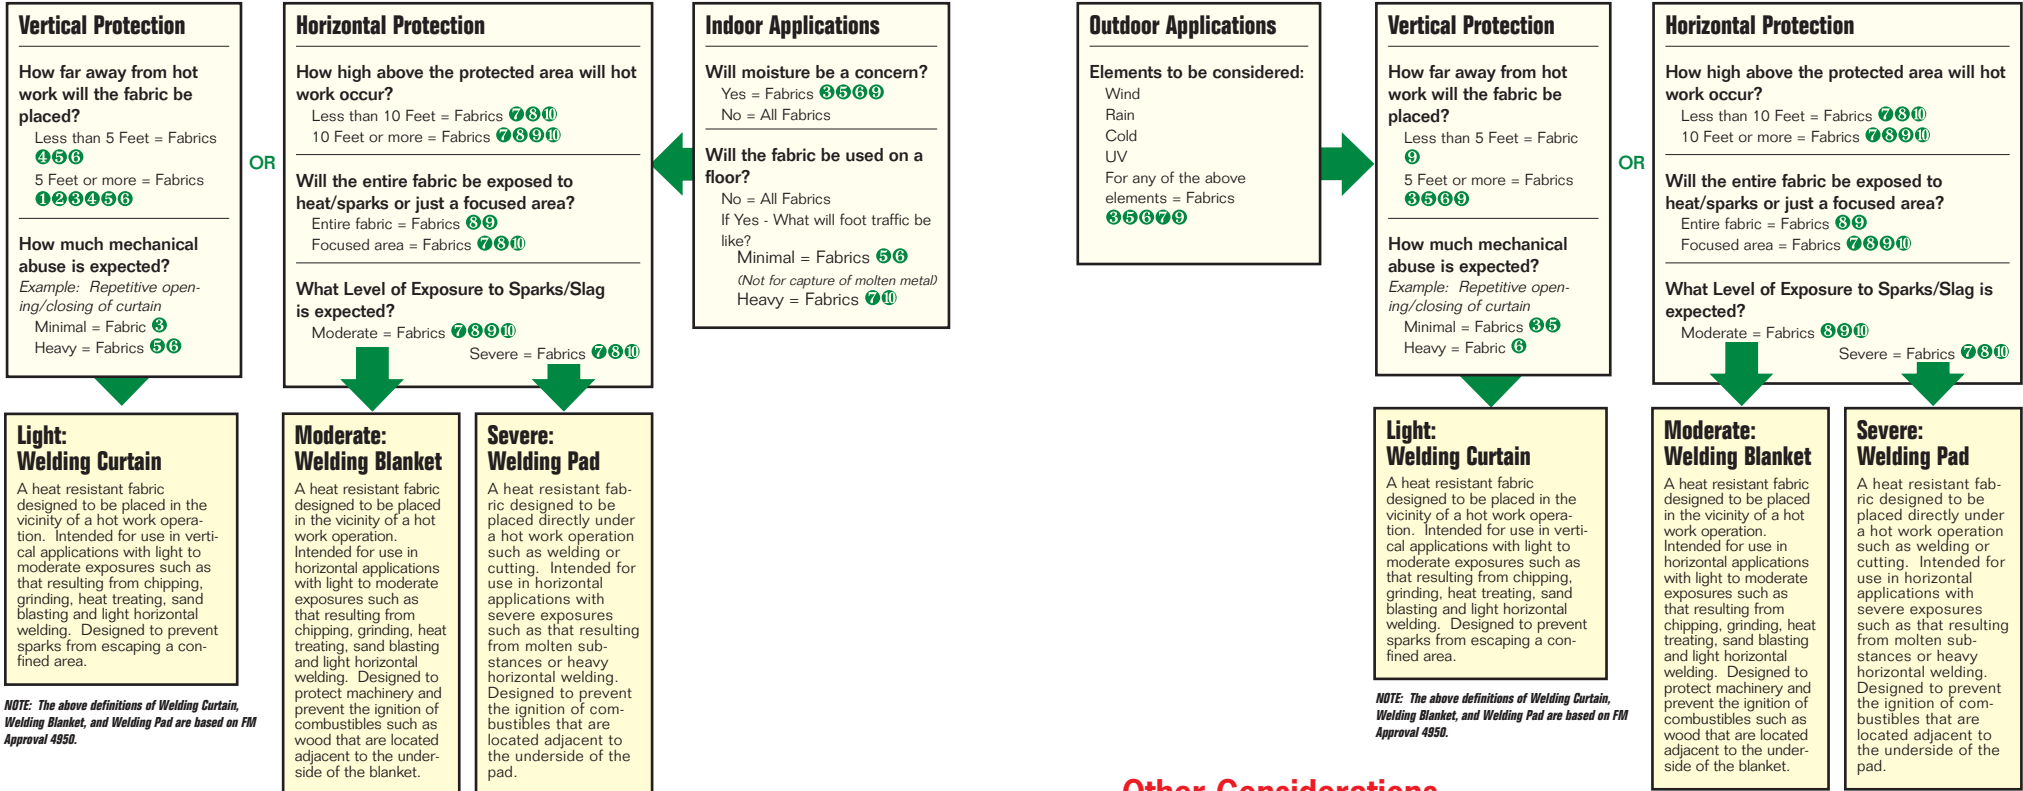 Vertical Protection
How far away from hot
work will the fabric be
placed?
Less than 5 Feet = Fabrics
❹❺❻
5 Feet or more = Fabrics
❶❷❸❹❺❻
How much mechanical
abuse is expected?
Example: Repetitive open-
ing/closing of curtain
Minimal = Fabric ❸
Heavy = Fabrics ❺❻
OR
Horizontal Protection
How high above the protected area will hot
work occur?
Less than 10 Feet = Fabrics ❼❽❿
10 Feet or more = Fabrics ❼❽❾❿
Will the entire fabric be exposed to
heat/sparks or just a focused area?
Entire fabric = Fabrics ❽❾
Focused area = Fabrics ❼❽❿
What Level of Exposure to Sparks/Slag
is expected?
Moderate = Fabrics ❼❽❾❿
Severe = Fabrics ❼❽❿
Indoor Applications
Will moisture be a concern?
Yes = Fabrics ❸❺❻❾
No = All Fabrics
Will the fabric be used on a
floor?
No = All Fabrics
If Yes - What will foot traffic be
like?
Minimal = Fabrics ❺❻
(Not for capture of molten metal)
Heavy = Fabrics ❼❿
Light:
Welding Curtain
A heat resistant fabric
designed to be placed in the
vicinity of a hot work opera-
tion. Intended for use in verti-
cal applications with light to
moderate exposures such as
that resulting from chipping,
grinding, heat treating, sand
blasting and light horizontal
welding. Designed to prevent
sparks from escaping a con-
fined area.
NOTE: The above definitions of Welding Curtain,
Welding Blanket, and Welding Pad are based on FM
Approval 4950.
Moderate:
Welding Blanket
A heat resistant fabric
designed to be placed
in the vicinity of a hot
work operation.
Intended for use in
horizontal applications
with light to moderate
exposures such as
that resulting from
chipping, grinding, heat
treating, sand blasting
and light horizontal
welding. Designed to
protect machinery and
prevent the ignition of
combustibles such as
wood that are located
adjacent to the under-
side of the blanket.
Severe:
Welding Pad
A heat resistant fab-
ric designed to be
placed directly under
a hot work operation
such as welding or
cutting. Intended for
use in horizontal
applications with
severe exposures
such as that resulting
from molten sub-
stances or heavy
horizontal welding.
Designed to prevent
the ignition of com-
bustibles that are
located adjacent to
the underside of the
pad.
Outdoor Applications
Elements to be considered:
Wind
Rain
Cold
UV
For any of the above
elements = Fabrics
❸❺❻❼❾
Vertical Protection
How far away from hot
work will the fabric be
placed?
Less than 5 Feet = Fabric
❾
5 Feet or more = Fabrics
❸❺❻❾
How much mechanical
abuse is expected?
Example: Repetitive open-
ing/closing of curtain
Minimal = Fabrics ❸❺
Heavy = Fabric ❻
OR
Horizontal Protection
How high above the protected area will hot
work occur?
Less than 10 Feet = Fabrics ❼❽❿
10 Feet or more = Fabrics ❼❽❾❿
Will the entire fabric be exposed to
heat/sparks or just a focused area?
Entire fabric = Fabrics ❽❾
Focused area = Fabrics ❼❽❾❿
What Level of Exposure to Sparks/Slag is
expected?
Moderate = Fabrics ❽❾❿
Severe = Fabrics ❼❽❿
Light:
Welding Curtain
A heat resistant fabric
designed to be placed in the
vicinity of a hot work opera-
tion. Intended for use in verti-
cal applications with light to
moderate exposures such as
that resulting from chipping,
grinding, heat treating, sand
blasting and light horizontal
welding. Designed to prevent
sparks from escaping a con-
fined area.
NOTE: The above definitions of Welding Curtain,
Welding Blanket, and Welding Pad are based on FM
Approval 4950.
Moderate:
Welding Blanket
A heat resistant fabric
designed to be placed
in the vicinity of a hot
work operation.
Intended for use in
horizontal applications
with light to moderate
exposures such as
that resulting from
chipping, grinding, heat
treating, sand blasting
and light horizontal
welding. Designed to
protect machinery and
prevent the ignition of
combustibles such as
wood that are located
adjacent to the under-
side of the blanket.
Severe:
Welding Pad
A heat resistant fab-
ric designed to be
placed directly under
a hot work operation
such as welding or
cutting. Intended for
use in horizontal
applications with
severe exposures
such as that resulting
from molten sub-
stances or heavy
horizontal welding.
Designed to prevent
the ignition of com-
bustibles that are
located adjacent to
the underside of the
pad.
Other Considerations